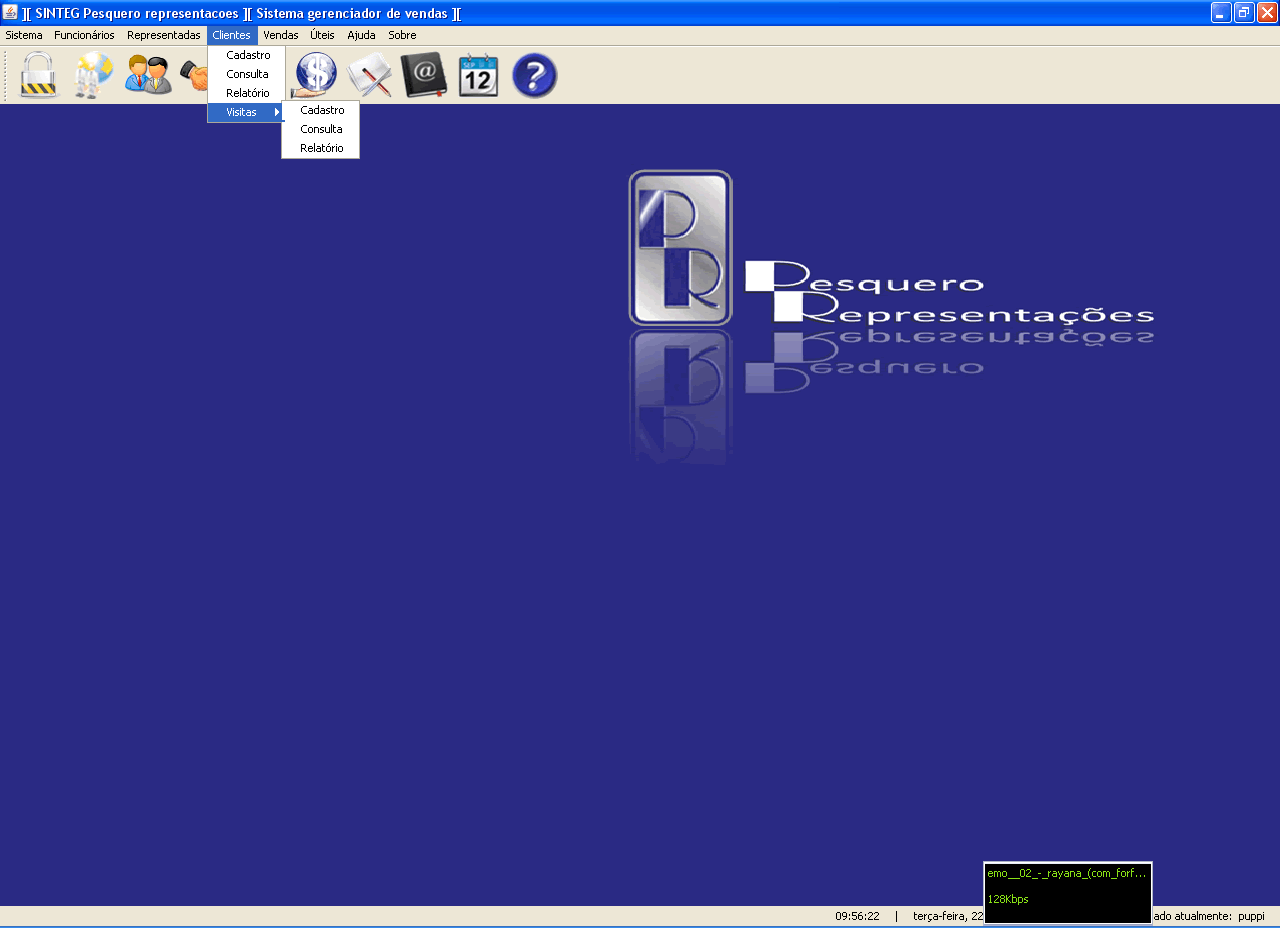 ][ SINTEG Pesquero representacoes ][ Sistema gerenciador de vendas ][
Sistema Funcionários Representadas Clientes Vendas Úteis Ajuda Sobre
Cadastro
Consulta
Relatório
Visitas
Cadastro
Consulta
Relatório
@
SEP
12
$
?
PR
Pesquero
Representações
emo__02_-_rayana_(com_forf...
128Kbps
09:56:22 | terça-feira, 22
ado atualmente: puppi